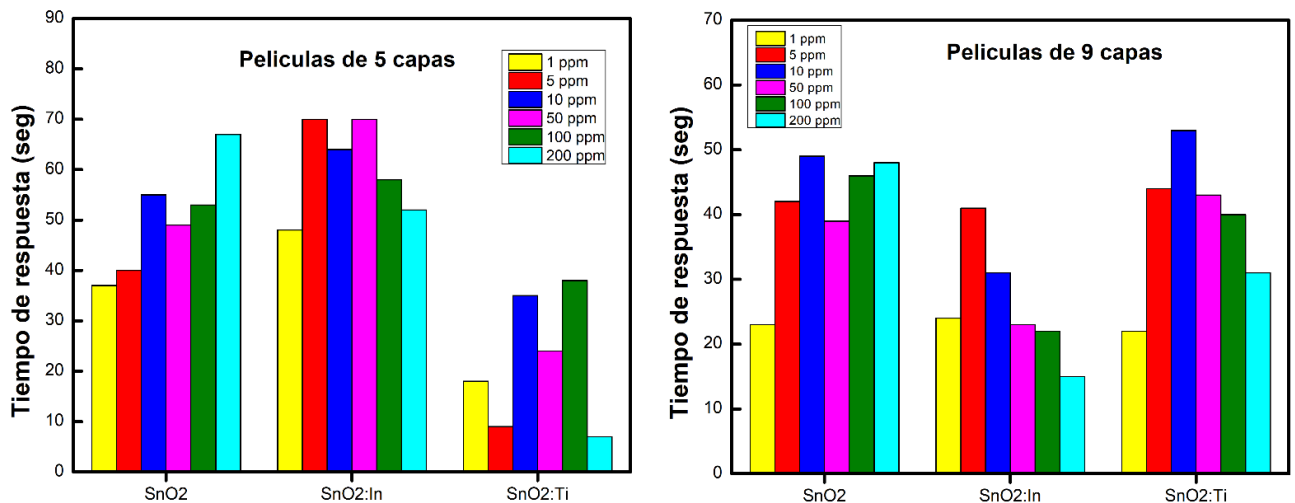 Peliculas de 5 capas
1 ppm
5 ppm
10 ppm
50 ppm
100 ppm
200 ppm
Tiempo de respuesta (seg)
90
80
70
60
50
40
30
20
10
0
SnO2
SnO2:In
SnO2:Ti
Peliculas de 9 capas
1 ppm
5 ppm
10 ppm
50 ppm
100 ppm
200 ppm
Tiempo de respuesta (seg)
70
60
50
40
30
20
10
0
SnO2
SnO2:In
SnO2:Ti